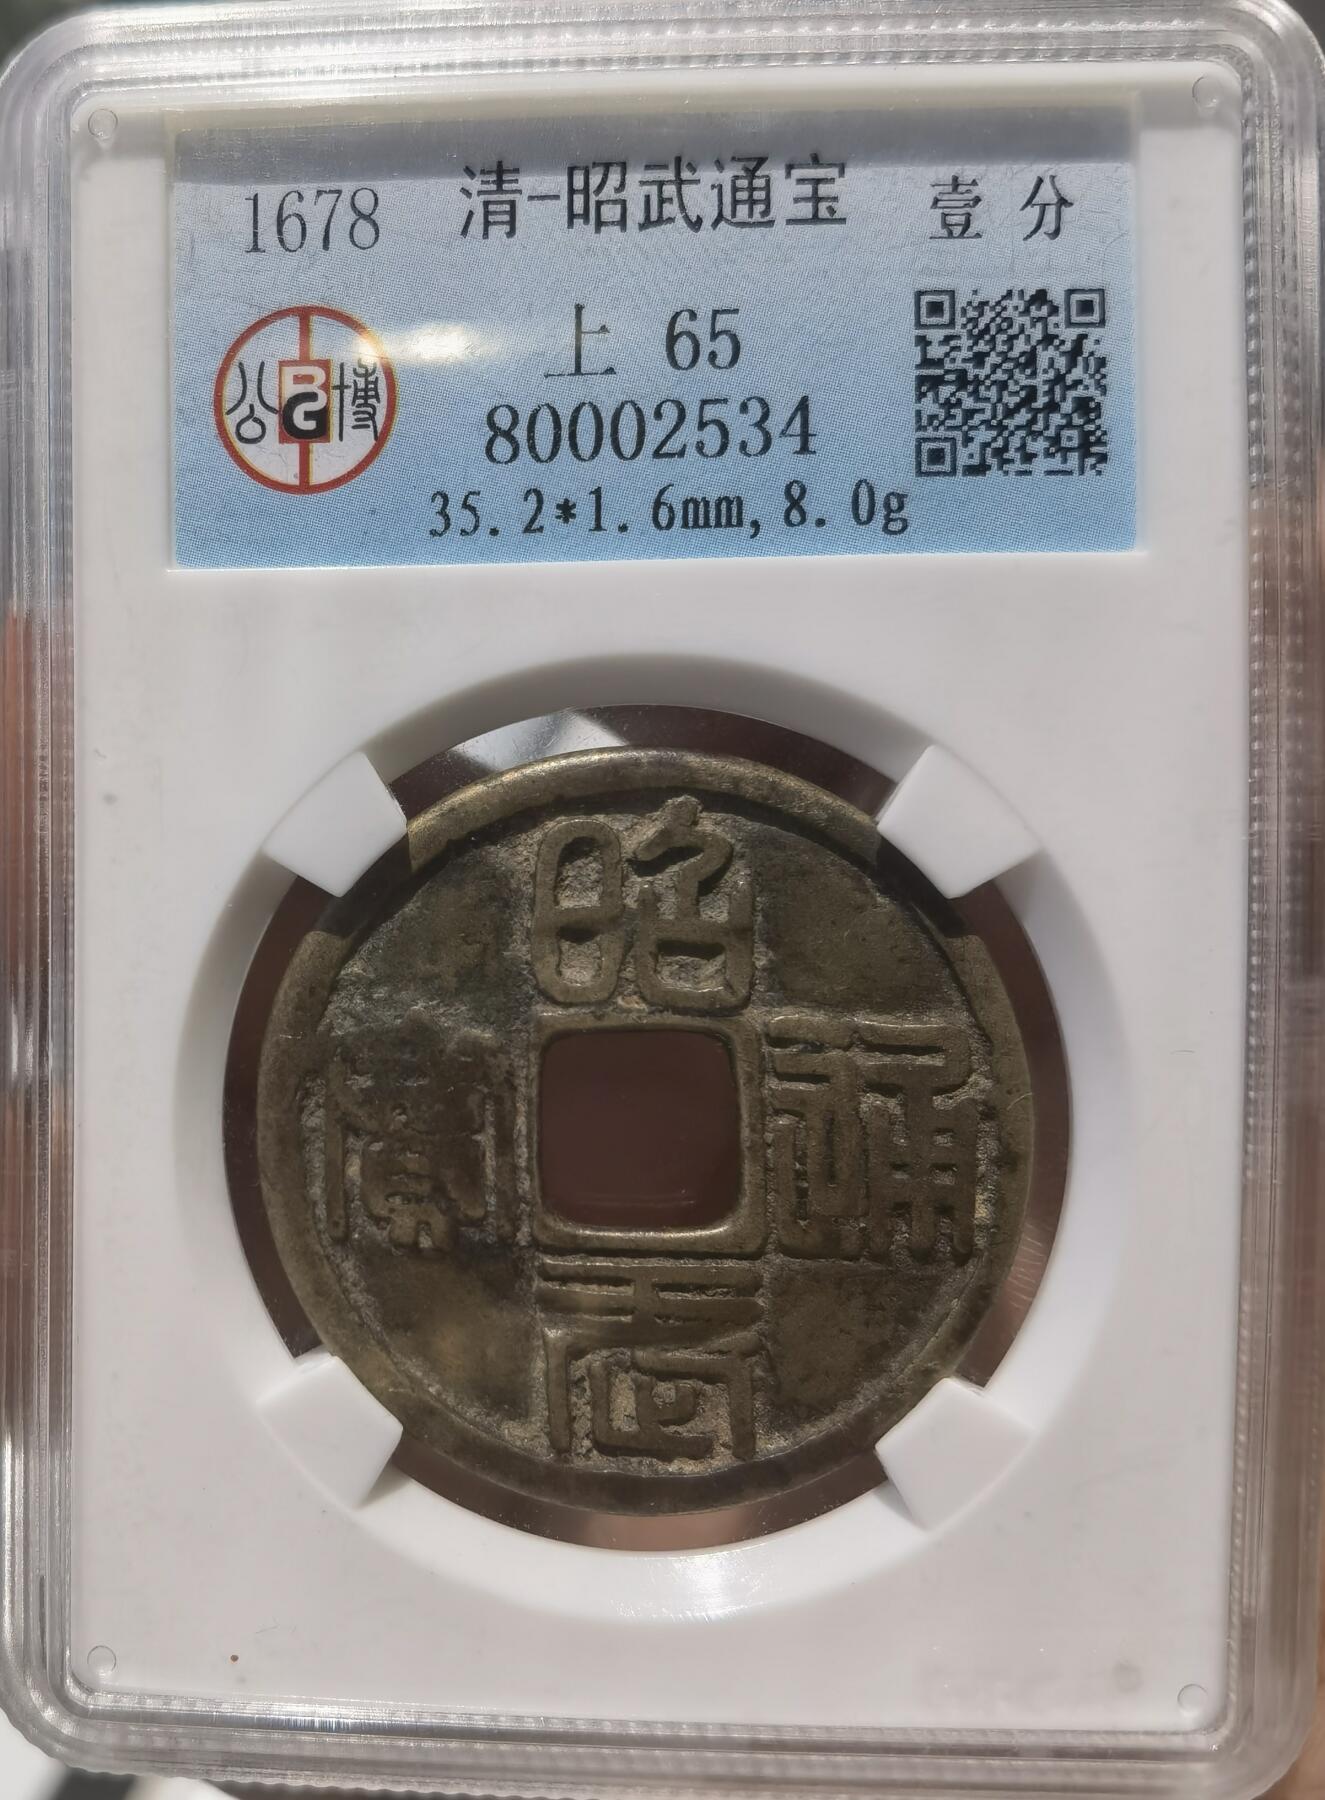 1678 清-昭武通宝 壹分
公 BG 博
上 65
80002534
35.2*1.6mm,8.0g
昭
寶 通
武